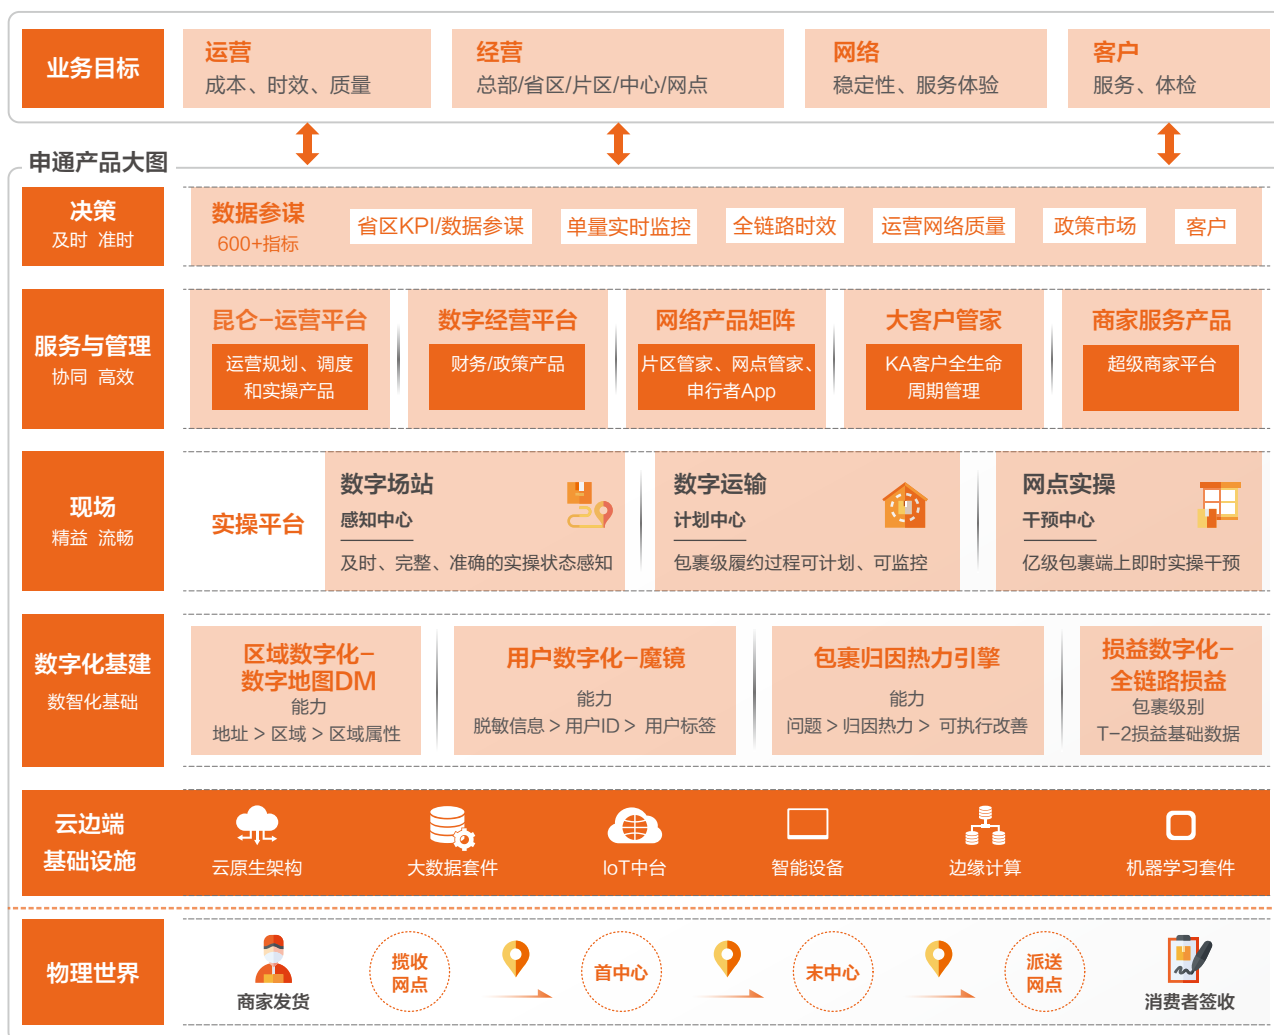 业务目标
运营
成本、时效、质量
经营
总部/省区/片区/中心/网点
网络
稳定性、服务体验
客户
服务、体检
申通产品大图
决策
及时 准时
数据参谋
600+指标
省区KPI/数据参谋
单量实时监控
全链路时效
运营网络质量
政策市场
客户
服务与管理
协同 高效
昆仑-运营平台
运营规划、调度
和实操产品
数字经营平台
财务/政策产品
网络产品矩阵
片区管家、网点管家、
申行者App
大客户管家
KA客户全生命
周期管理
商家服务产品
超级商家平台
现场
精益 流畅
实操平台
数字场站
感知中心
及时、完整、准确的实操状态感知
数字运输
计划中心
包裹级履约过程可计划、可监控
网点实操
干预中心
亿级包裹端上即时实操干预
数字化基建
数智化基础
区域数字化-
数字地图DM
能力
地址 > 区域 > 区域属性
用户数字化-魔镜
能力
脱敏信息 > 用户ID > 用户标签
包裹归因热力引擎
能力
问题 > 归因热力 > 可执行改善
损益数字化-
全链路损益
包裹级别
T-2损益基础数据
云边端
基础设施
云原生架构
大数据套件
IoT中台
智能设备
边缘计算
机器学习套件
物理世界
商家发货
揽收
网点
首中心
末中心
派送
网点
消费者签收